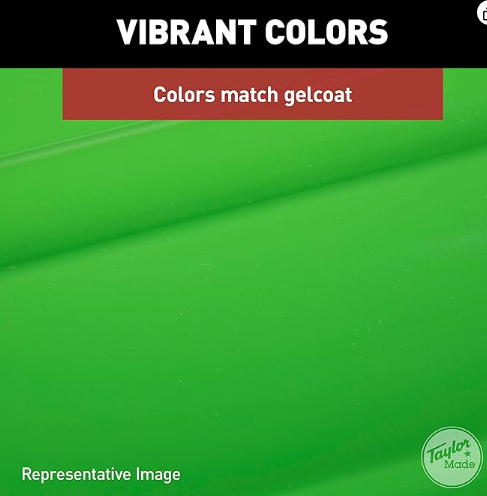 VIBRANT COLORS
Colors match gelcoat
Taylor
Made
Representative Image